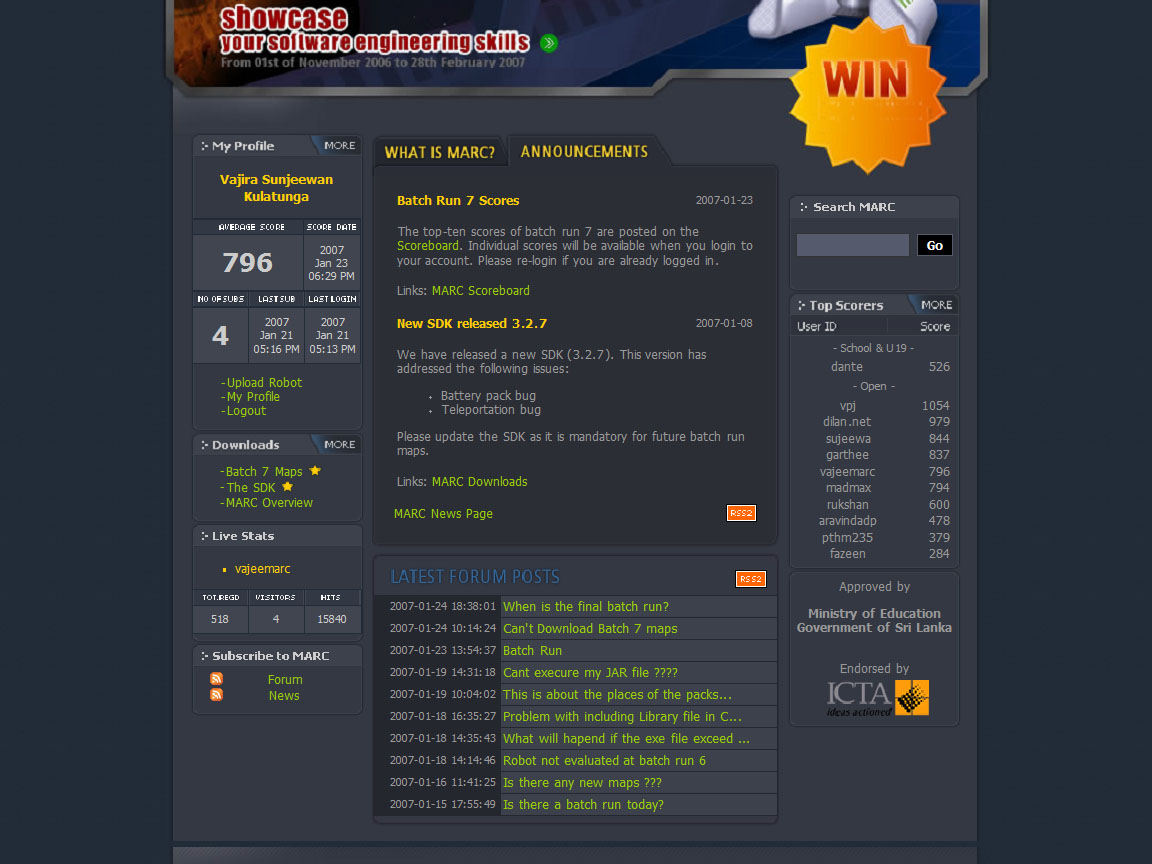 showcase
your software engineering skills
From 01st of November 2006 to 28th February 2007
WIN
:- My Profile MORE
Vajira Sunjeewan
Kulatunga
AVERAGE SCORE SCORE DATE
796
2007
Jan 23
06:29 PM
NO OF SUBS LAST SUB LAST LOGIN
4
2007
Jan 21
05:16 PM
2007
Jan 21
05:13 PM
-Upload Robot
-My Profile
-Logout
:- Downloads MORE
-Batch 7 Maps
-The SDK
-MARC Overview
:- Live Stats
vajeemarc
TOT.REGD VISITORS HITS
518 4 15840
:- Subscribe to MARC
Forum
News
WHAT IS MARC? ANNOUNCEMENTS
Batch Run 7 Scores 2007-01-23
The top-ten scores of batch run 7 are posted on the
Scoreboard. Individual scores will be available when you login to
your account. Please re-login if you are already logged in.
Links: MARC Scoreboard
New SDK released 3.2.7 2007-01-08
We have released a new SDK (3.2.7). This version has
addressed the following issues:
• Battery pack bug
• Teleportation bug
Please update the SDK as it is mandatory for future batch run
maps.
Links: MARC Downloads
MARC News Page RSS2
LATEST FORUM POSTS RSS2
2007-01-24 18:38:01 When is the final batch run?
2007-01-24 10:14:24 Can't Download Batch 7 maps
2007-01-23 13:54:37 Batch Run
2007-01-19 14:31:18 Cant execure my JAR file ????
2007-01-19 10:04:02 This is about the places of the packs...
2007-01-18 16:35:27 Problem with including Library file in C...
2007-01-18 14:35:43 What will hapend if the exe file exceed ...
2007-01-18 14:14:46 Robot not evaluated at batch run 6
2007-01-16 11:41:25 Is there any new maps ???
2007-01-15 17:55:49 Is there a batch run today?
:- Search MARC
Go
:- Top Scorers MORE
User ID Score
- School & U19 -
dante 526
- Open -
vpj 1054
dilan.net 979
sujeewa 844
garthee 837
vajeemarc 796
madmax 794
rukshan 600
aravindadp 478
pthm235 379
fazeen 284
Approved by
Ministry of Education
Government of Sri Lanka
Endorsed by
ICTA
ideas actioned